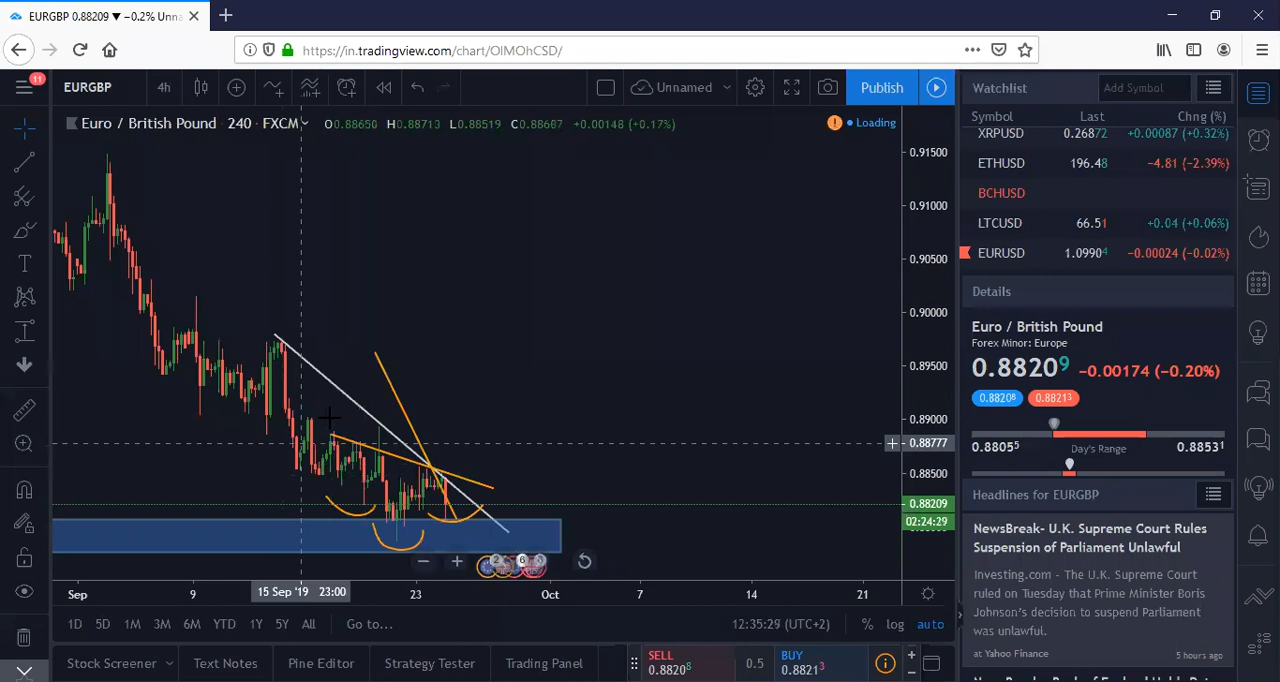 EURGBP 0.88209 ▼ −0.2% Unna
https://in.tradingview.com/chart/OIMOhCSD/
11
EURGBP 4h Unnamed Publish
Euro / British Pound · 240 · FXCM O0.88650 H0.88713 L0.88519 C0.88667 +0.00148 (+0.17%)
Loading
0.91500
0.91000
0.90500
0.90000
0.89500
0.89000
0.88777
0.88500
0.88209
02:24:29
Sep 9 15 Sep '19 23:00 23 Oct 7 14 21
1D 5D 1M 3M 6M YTD 1Y 5Y All Go to... 12:35:29 (UTC+2) % log auto
Stock Screener Text Notes Pine Editor Strategy Tester Trading Panel
SELL 0.88208 0.5 BUY 0.88213
Watchlist Add Symbol
Symbol Last Chng (%)
XRPUSD 0.26872 +0.00087 (+0.32%)
ETHUSD 196.48 −4.81 (−2.39%)
BCHUSD
LTCUSD 66.51 +0.04 (+0.06%)
EURUSD 1.09904 −0.00024 (−0.02%)
Details
Euro / British Pound
Forex Minor: Europe
0.88209 −0.00174 (−0.20%)
0.88208 0.88213
0.88055 Day's Range 0.88531
Headlines for EURGBP
NewsBreak- U.K. Supreme Court Rules
Suspension of Parliament Unlawful
Investing.com - The U.K. Supreme Court
ruled on Tuesday that Prime Minister Boris
Johnson's decision to suspend Parliament
was unlawful.
at Yahoo Finance 5 hours ago